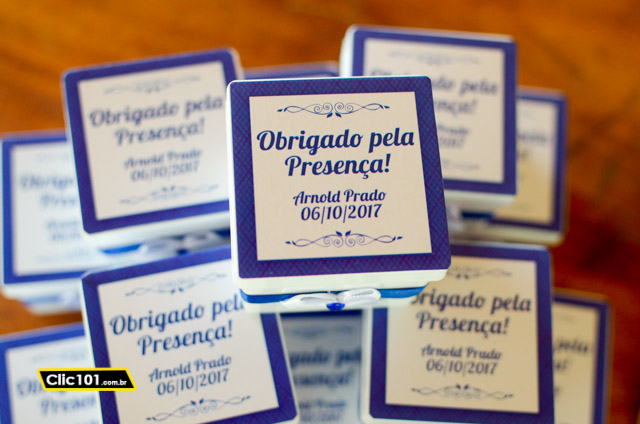 Obrigado pela
Presença!
Arnold Prado
06/10/2017
Obrigado pela
Presença!
Arnold Prado
06/10/2017
Obrigado pela
Presença!
Arnold Prado
06/10/2017
Obrigado pela
Presença!
Arnold Prado
06/10/2017
Clic101.com.br